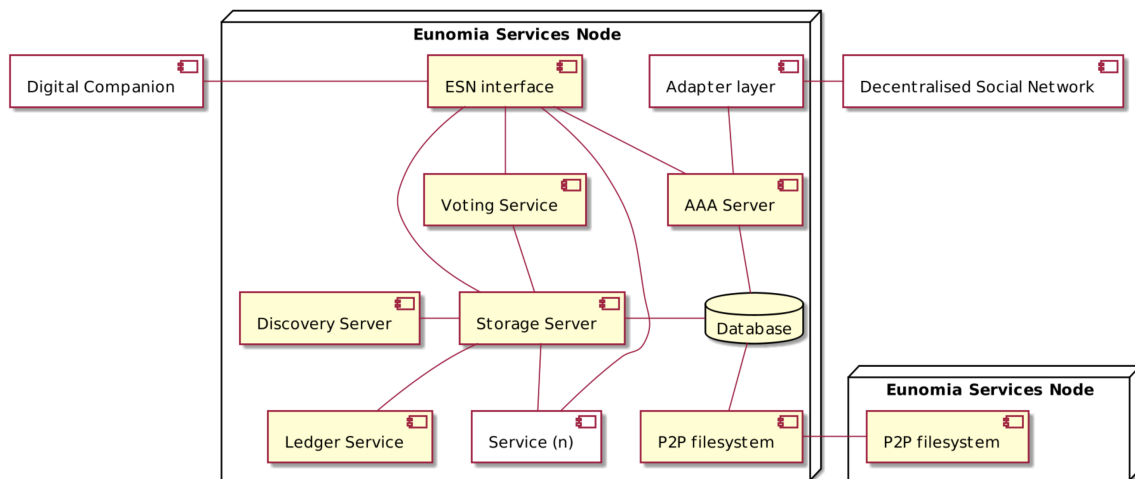 Eunomia Services Node
Digital Companion
ESN interface
Adapter layer
Decentralised Social Network
Voting Service
AAA Server
Discovery Server
Storage Server
Database
Eunomia Services Node
Ledger Service
Service (n)
P2P filesystem
P2P filesystem